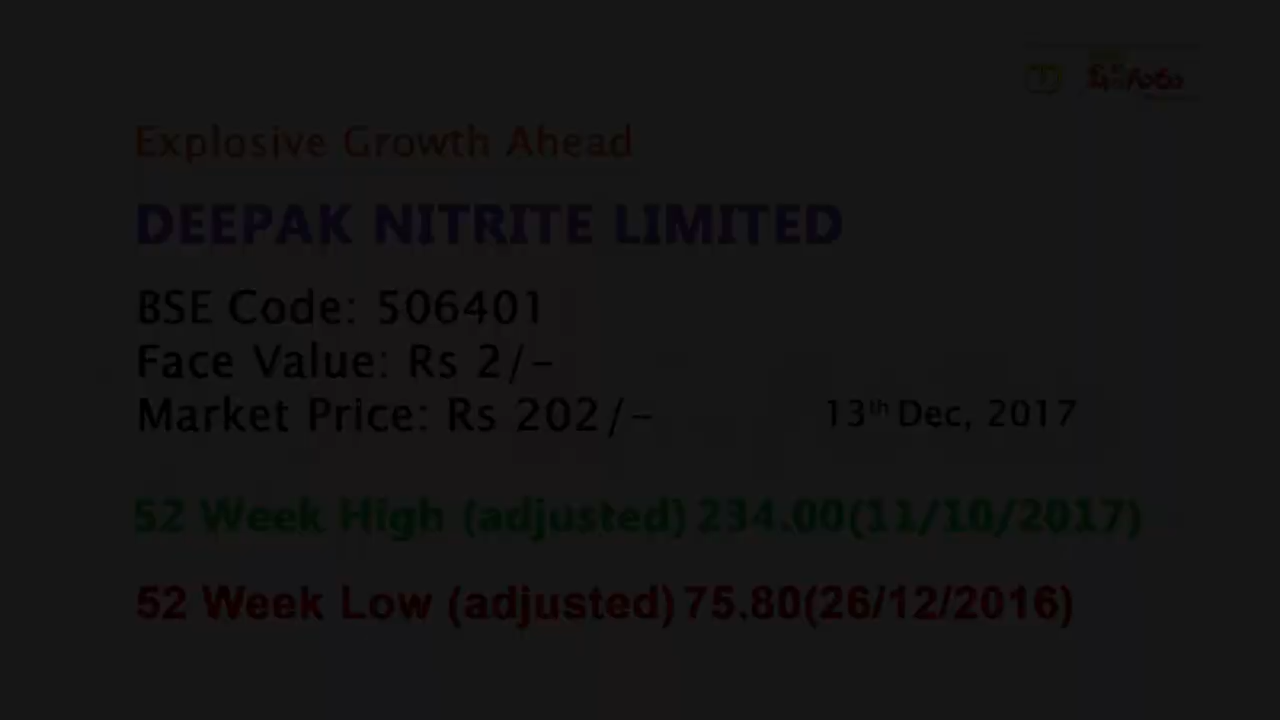 Explosive Growth Ahead
DEEPAK NITRITE LIMITED
BSE Code: 506401
Face Value: Rs 2/-
Market Price: Rs 202/- 13th Dec, 2017
52 Week High (adjusted) 234.00(11/10/2017)
52 Week Low (adjusted) 75.80(26/12/2016)